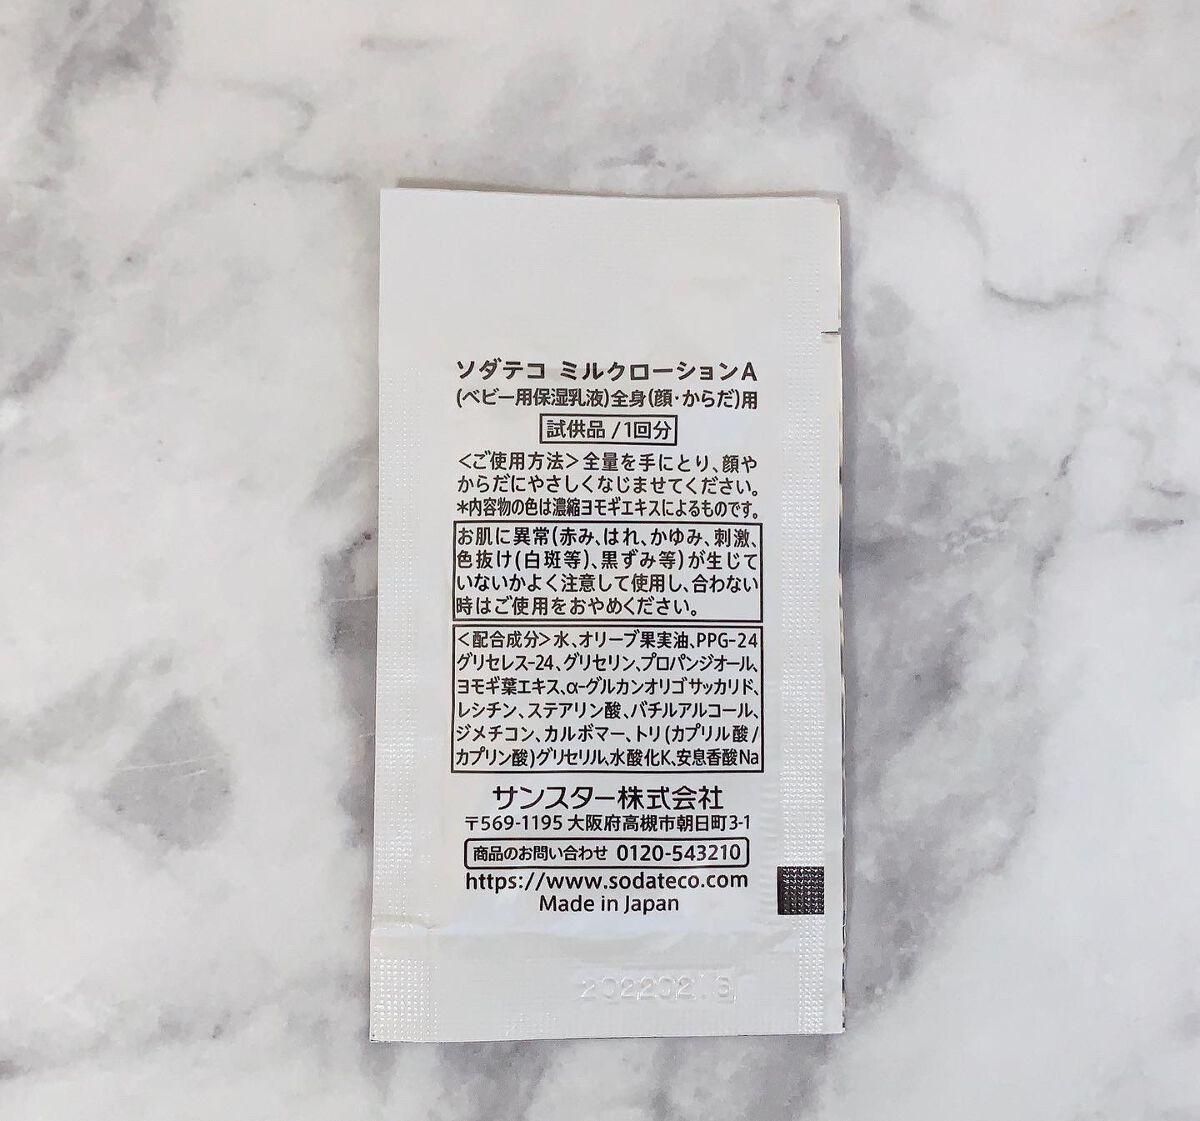 ソダテコ ミルクローションA
(ベビー用保湿乳液)全身(顔・からだ)用
試供品/1回分
＜ご使用方法＞全量を手にとり、顔や
からだにやさしくなじませてください。
*内容物の色は濃縮ヨモギエキスによるものです。
お肌に異常(赤み、はれ、かゆみ、刺激、
色抜け(白斑等)、黒ずみ等)が生じて
いないかよく注意して使用し、合わない
時はご使用をおやめください。
＜配合成分＞水、オリーブ果実油、PPG-24
グリセレス-24、グリセリン、プロパンジオール、
ヨモギ葉エキス、α-グルカンオリゴサッカリド、
レシチン、ステアリン酸、バチルアルコール、
ジメチコン、カルボマー、トリ(カプリル酸/
カプリン酸)グリセリル、水酸化K、安息香酸Na
サンスター株式会社
〒569-1195 大阪府高槻市朝日町3-1
商品のお問い合わせ 0120-543210
https://www.sodateco.com
Made in Japan